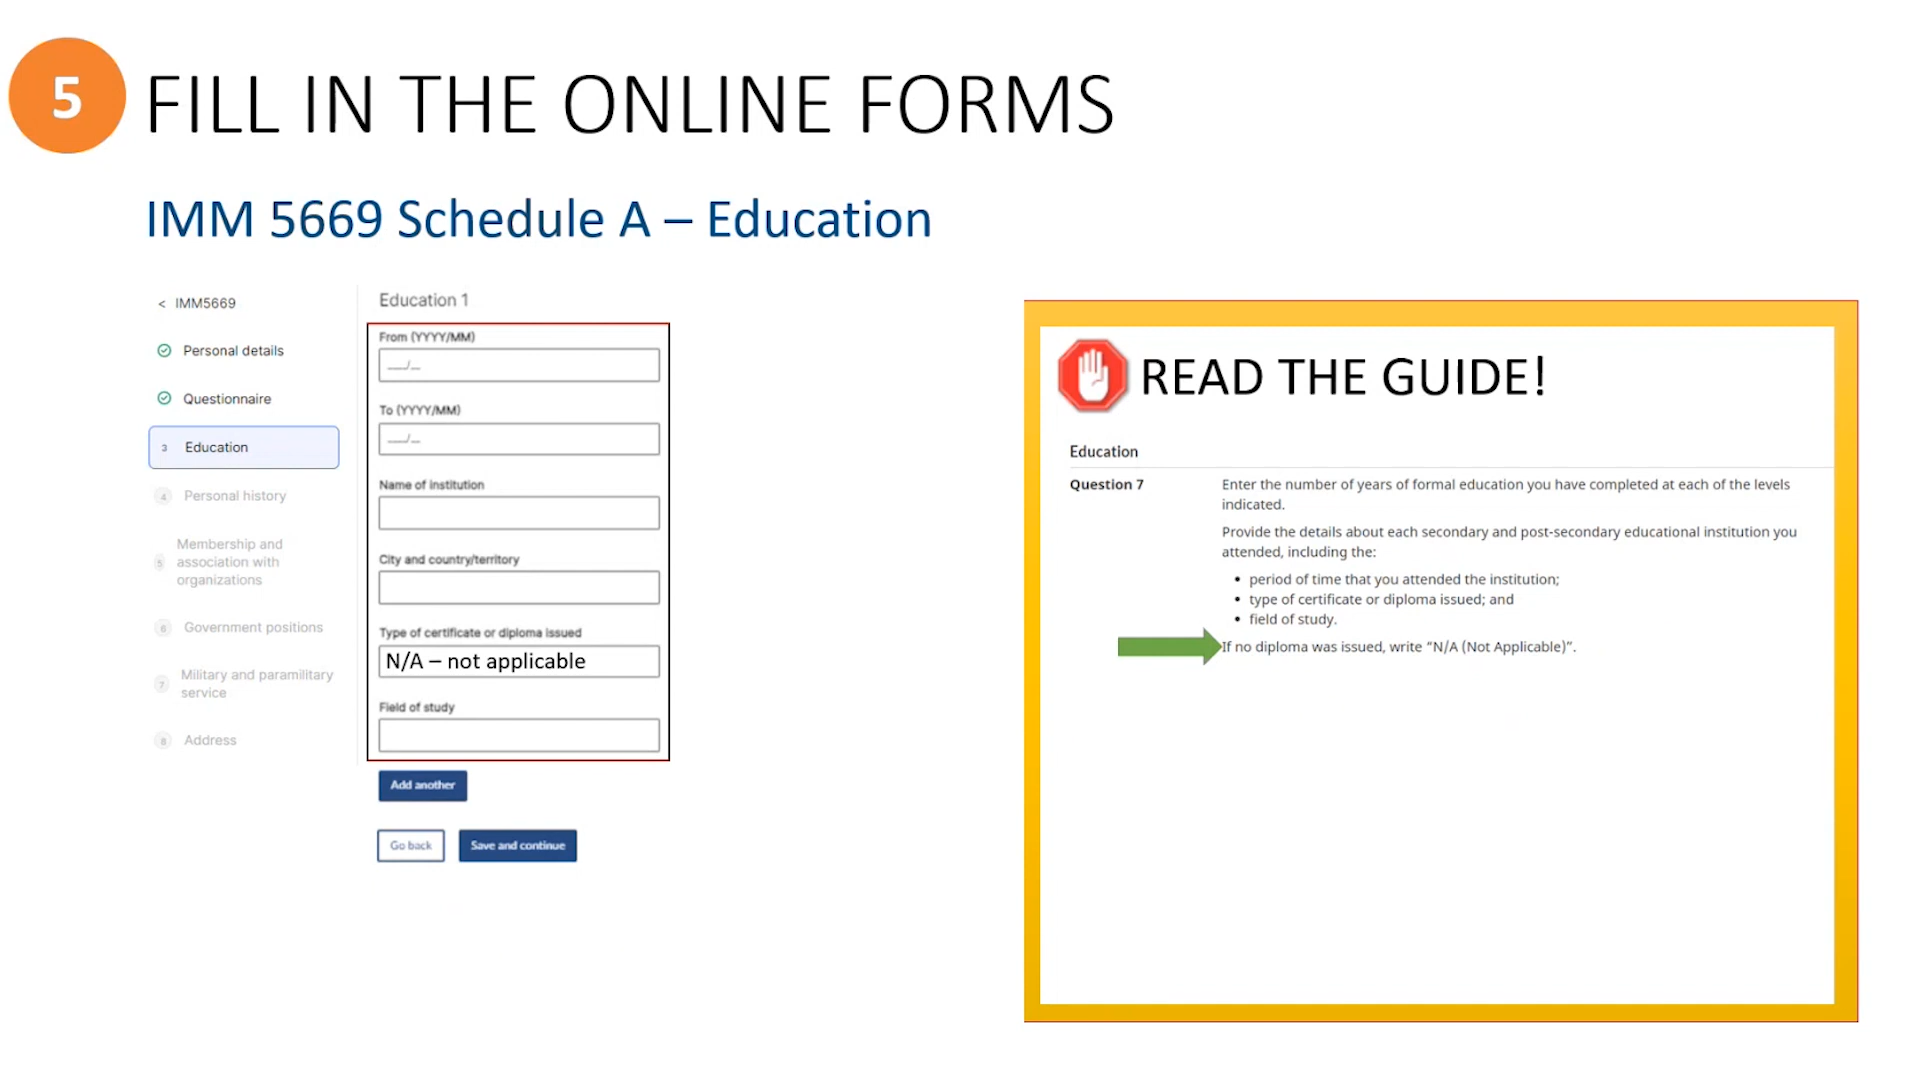 5
FILL IN THE ONLINE FORMS
IMM 5669 Schedule A – Education
< IMM5669
Personal details
Questionnaire
3 Education
4 Personal history
5 Membership and
association with
organizations
6 Government positions
7 Military and paramilitary
service
8 Address
Education 1
From (YYYY/MM)
____/__
To (YYYY/MM)
____/__
Name of institution
City and country/territory
Type of certificate or diploma issued
N/A – not applicable
Field of study
Add another
Go back
Save and continue
READ THE GUIDE!
Education
Question 7
Enter the number of years of formal education you have completed at each of the levels
indicated.
Provide the details about each secondary and post-secondary educational institution you
attended, including the:
• period of time that you attended the institution;
• type of certificate or diploma issued; and
• field of study.
If no diploma was issued, write “N/A (Not Applicable)”.